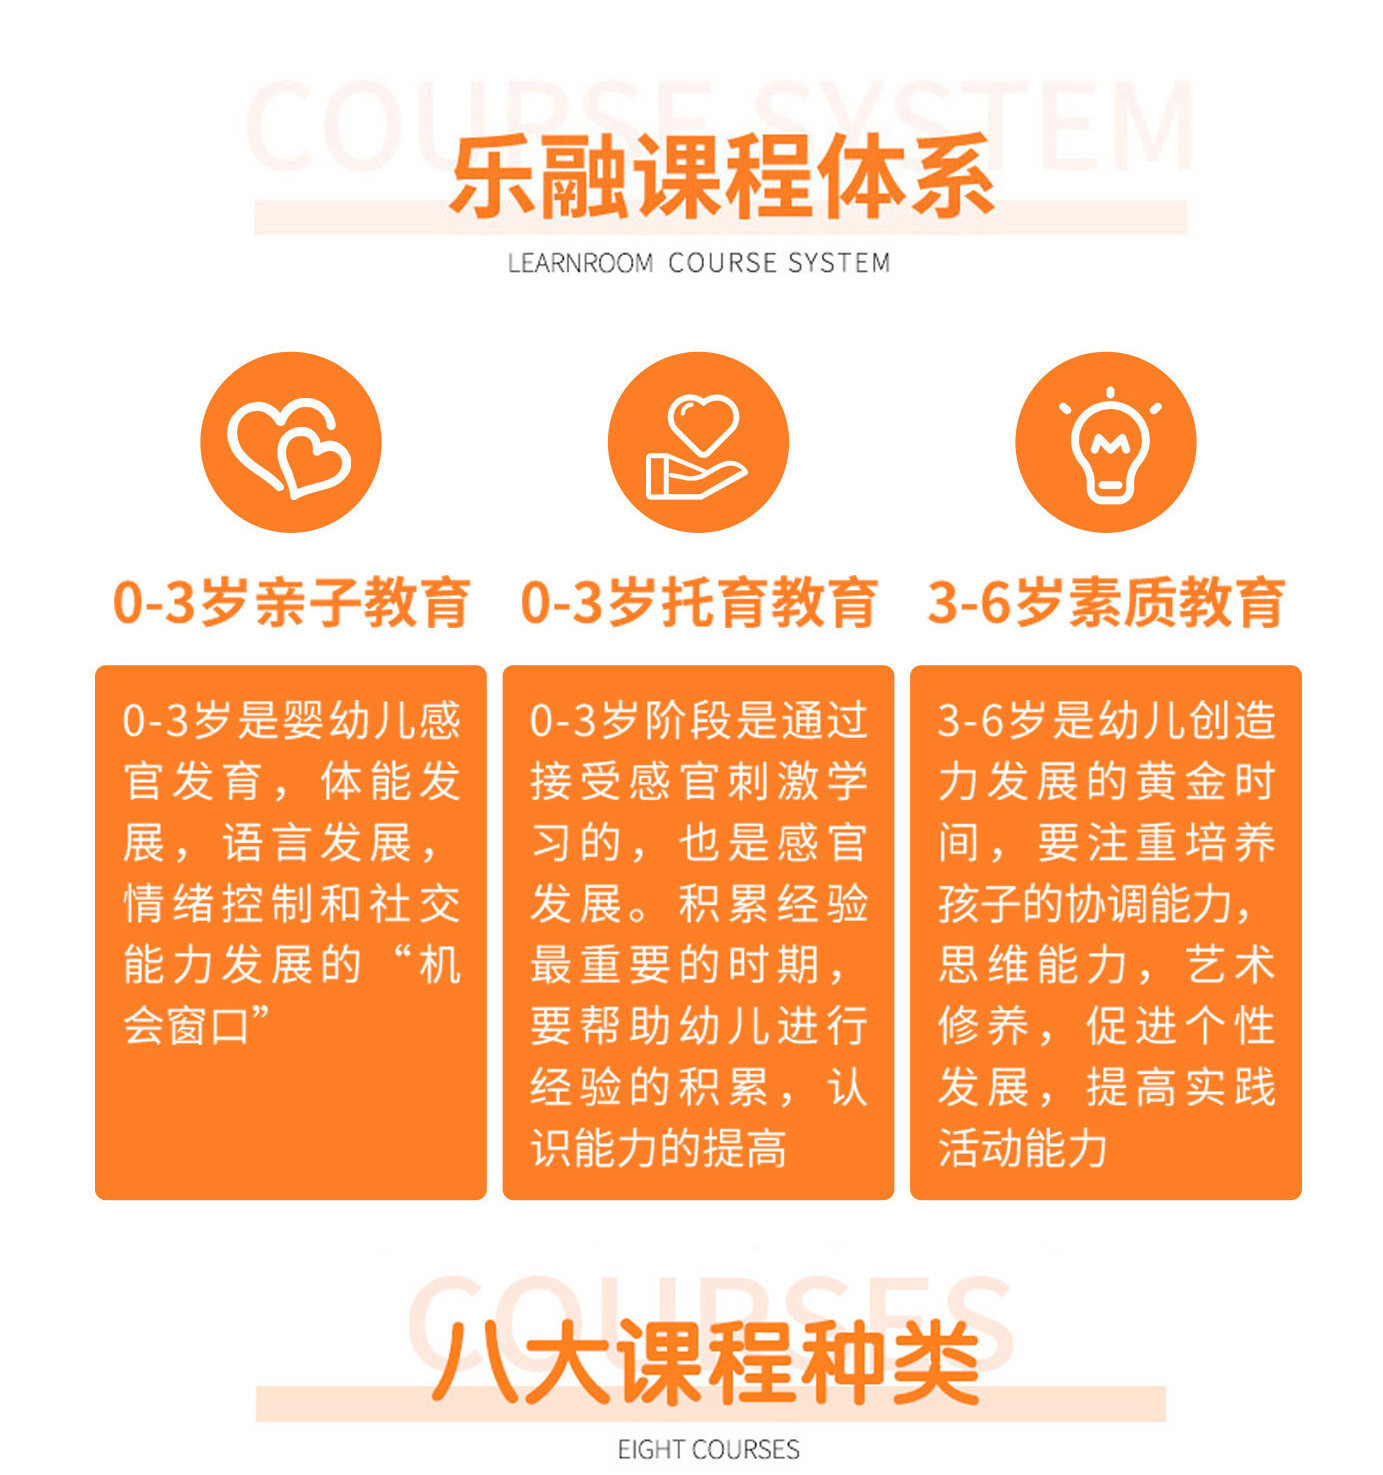 COURSE SYSTEM
乐融课程体系
LEARNROOM COURSE SYSTEM
0-3岁亲子教育
0-3岁是婴幼儿感
官发育，体能发
展，语言发展，
情绪控制和社交
能力发展的“机
会窗口”
0-3岁托育教育
0-3岁阶段是通过
接受感官刺激学
习的，也是感官
发展。积累经验
最重要的时期，
要帮助幼儿进行
经验的积累，认
识能力的提高
3-6岁素质教育
3-6岁是幼儿创造
力发展的黄金时
间，要注重培养
孩子的协调能力，
思维能力，艺术
修养，促进个性
发展，提高实践
活动能力
COURSES
八大课程种类
EIGHT COURSES